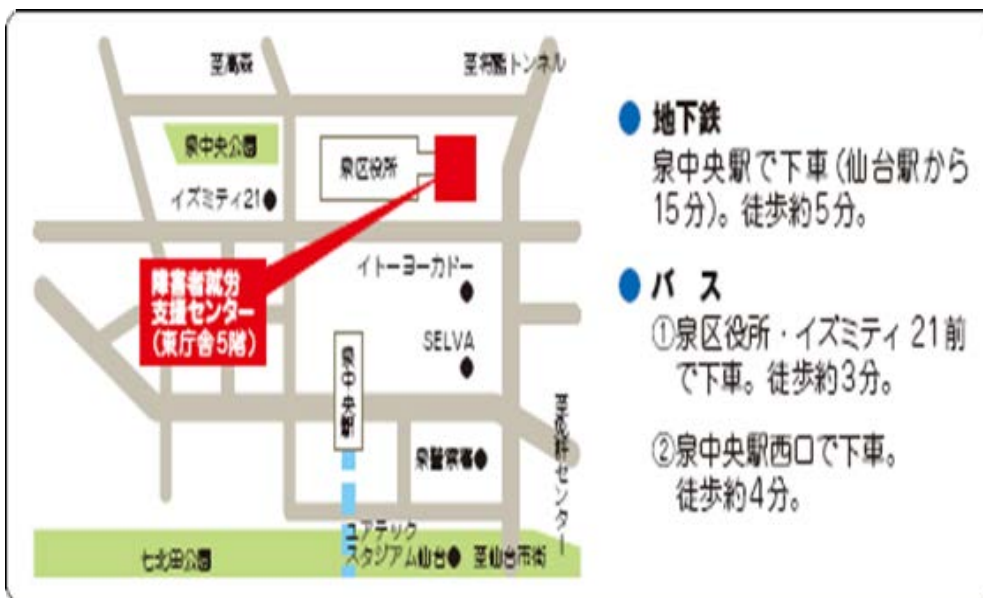 至高森
至将監トンネル
泉中央公園
泉区役所
イズミティ21
障害者就労
支援センター
(東庁舎5階)
イトーヨーカドー
SELVA
泉中央駅
泉警察署
ユアテック
スタジアム仙台
七北田公園
至仙台市街
センター
地下鉄
泉中央駅で下車(仙台駅から
15分)。徒歩約5分。
バ ス
①泉区役所・イズミティ 21前
で下車。徒歩約3分。
②泉中央駅西口で下車。
徒歩約4分。